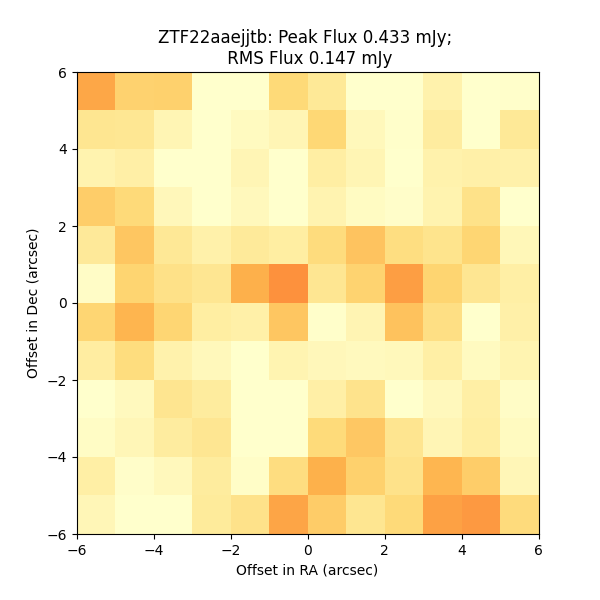 ZTF22aaejjtb: Peak Flux 0.433 mJy;
RMS Flux 0.147 mJy
6
4
2
0
−2
−4
−6
Offset in Dec (arcsec)
−6 −4 −2 0 2 4 6
Offset in RA (arcsec)